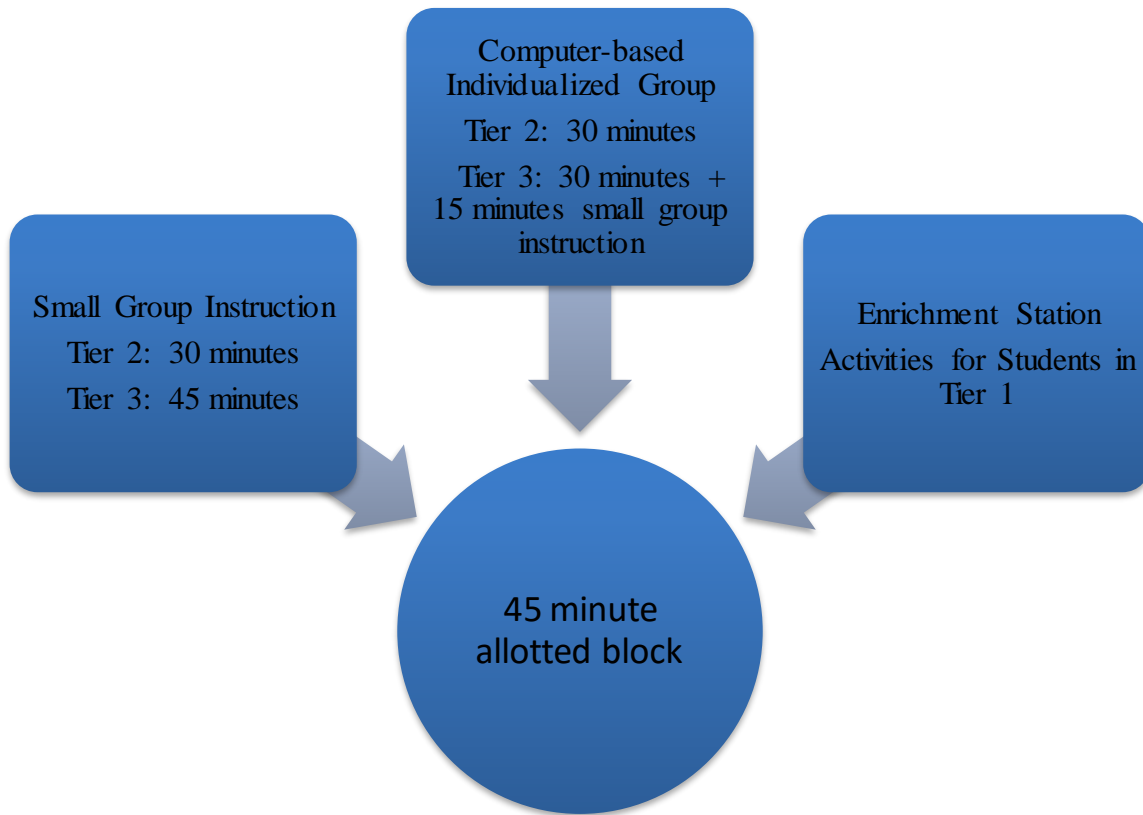 Computer-based
Individualized Group
Tier 2: 30 minutes
Tier 3: 30 minutes +
15 minutes small group
instruction
Small Group Instruction
Tier 2: 30 minutes
Tier 3: 45 minutes
Enrichment Station
Activities for Students in
Tier 1
45 minute
allotted block